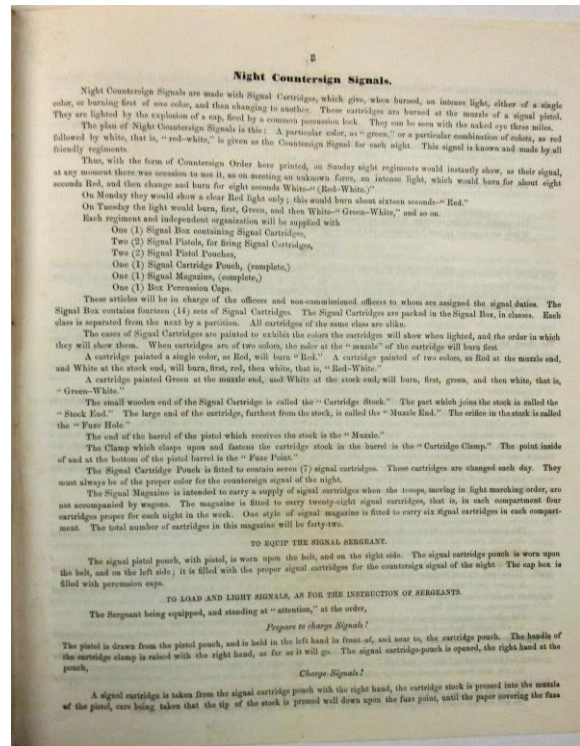 3
Night Countersign Signals.
Night Countersign Signals are made with Signal Cartridges, which give, when burned, an intense light, either of a single
color, or burning first of one color, and then changing to another. These cartridges are burned at the muzzle of a signal pistol.
They are lighted by the explosion of a cap, fired by a common percussion lock. They can be seen with the naked eye three miles.
The plan of Night Countersign Signals is this: A particular color, as "green," or a particular combination of colors, as red
followed by white, that is, "red-white," is given as the Countersign Signal for each night. This signal is known and made by all
friendly regiments.
Thus, with the form of Countersign Order here printed, on Sunday night regiments would instantly show, as their signal,
at any moment there was occasion to use it, as on meeting an unknown force, an intense light, which would burn for about eight
seconds Red, and then change and burn for eight seconds White-"(Red-White.)"
On Monday they would show a clear Red light only; this would burn about sixteen seconds-"Red."
On Tuesday the light would burn, first, Green, and then White-"Green-White," and so on.
Each regiment and independent organization will be supplied with
One (1) Signal Box containing Signal Cartridges,
Two (2) Signal Pistols, for firing Signal Cartridges,
Two (2) Signal Pistol Pouches,
One (1) Signal Cartridge Pouch, (complete,)
One (1) Signal Magazine, (complete,)
One (1) Box Percussion Caps.
These articles will be in charge of the officers and non-commissioned officers to whom are assigned the signal duties. The
Signal Box contains fourteen (14) sets of Signal Cartridges. The Signal Cartridges are packed in the Signal Box, in classes. Each
class is separated from the next by a partition. All cartridges of the same class are alike.
The cases of Signal Cartridges are painted to exhibit the colors the cartridges will show when lighted, and the order in which
they will show them. When cartridges are of two colors, the color at the "muzzle" of the cartridge will burn first.
A cartridge painted a single color, as Red, will burn "Red." A cartridge painted of two colors, as Red at the muzzle end,
and White at the stock end, will burn, first, red, then white, that is, "Red-White."
A cartridge painted Green at the muzzle end, and White at the stock end, will burn, first, green, and then white, that is,
"Green-White."
The small wooden end of the Signal Cartridge is called the "Cartridge Stock." The part which joins the stock is called the
"Stock End." The large end of the cartridge, furthest from the stock, is called the "Muzzle End." The orifice in the stock is called
the "Fuze Hole."
The end of the barrel of the pistol which receives the stock is the "Muzzle."
The Clamp which clasps upon and fastens the cartridge stock in the barrel is the "Cartridge Clamp." The point inside
of and at the bottom of the pistol barrel is the "Fuze Point."
The Signal Cartridge Pouch is fitted to contain seven (7) signal cartridges. These cartridges are changed each day. They
must always be of the proper color for the countersign signal of the night.
The Signal Magazine is intended to carry a supply of signal cartridges when the troops, moving in light marching order, are
not accompanied by wagons. The magazine is fitted to carry twenty-eight signal cartridges, that is, in each compartment four
cartridges proper for each night in the week. One style of signal magazine is fitted to carry six signal cartridges in each compart-
ment. The total number of cartridges in this magazine will be forty-two.
TO EQUIP THE SIGNAL SERGEANT.
The signal pistol pouch, with pistol, is worn upon the belt, and on the right side. The signal cartridge pouch is worn upon
the belt, and on the left side; it is filled with the proper signal cartridges for the countersign signal of the night. The cap box is
filled with percussion caps.
TO LOAD AND LIGHT SIGNALS, AS FOR THE INSTRUCTION OF SERGEANTS.
The Sergeant being equipped, and standing at "attention," at the order,
Prepare to charge Signals!
The pistol is drawn from the pistol pouch, and is held in the left hand in front of, and near to, the cartridge pouch. The handle of
the cartridge clamp is raised with the right hand, as far as it will go. The signal cartridge-pouch is opened, the right hand at the
pouch,
Charge Signals!
A signal cartridge is taken from the signal cartridge pouch with the right hand, the cartridge stock is pressed into the muzzle
of the pistol, care being taken that the tip of the stock is pressed well down upon the fuze point, until the paper covering the fuze